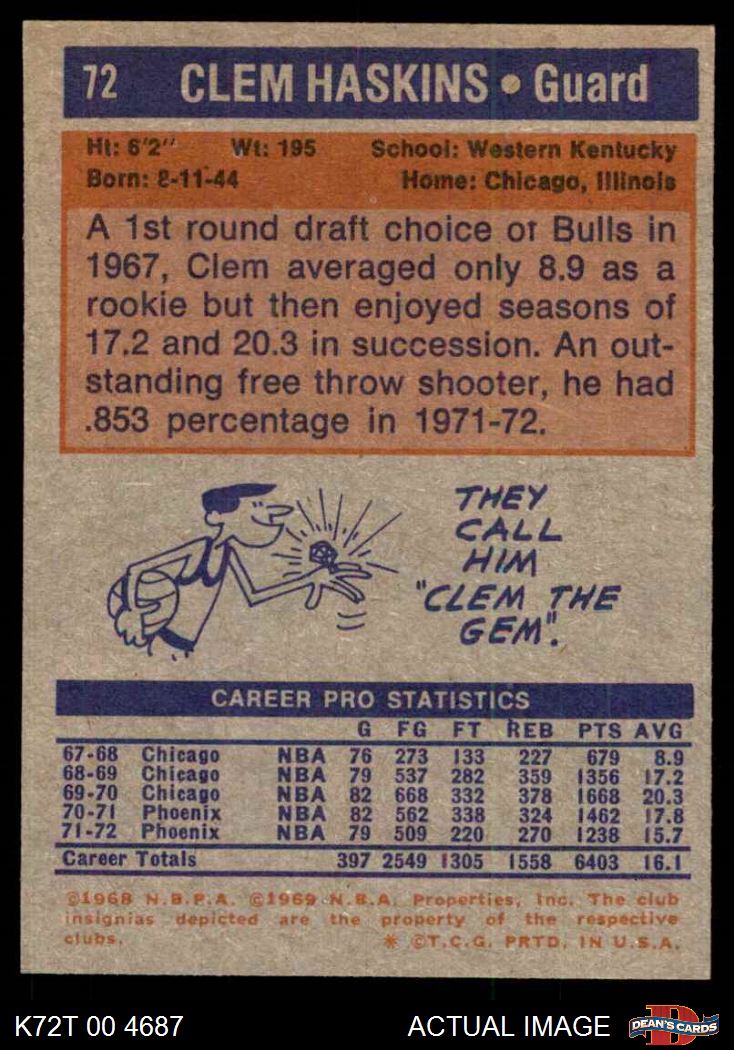 72 CLEM HASKINS • Guard
Ht: 6'2" Wt: 195 School: Western Kentucky
Born: 8-11-44 Home: Chicago, Illinois
A 1st round draft choice of Bulls in
1967, Clem averaged only 8.9 as a
rookie but then enjoyed seasons of
17.2 and 20.3 in succession. An out-
standing free throw shooter, he had
.853 percentage in 1971-72.
THEY
CALL
HIM
"CLEM THE
GEM".
CAREER PRO STATISTICS
G FG FT REB PTS AVG
67-68 Chicago NBA 76 273 133 227 679 8.9
68-69 Chicago NBA 79 537 282 359 1356 17.2
69-70 Chicago NBA 82 668 332 378 1668 20.3
70-71 Phoenix NBA 82 562 338 324 1462 17.8
71-72 Phoenix NBA 79 509 220 270 1238 15.7
Career Totals 397 2549 1305 1558 6403 16.1
©1968 N.B.P.A. ©1969 N.B.A. Properties, Inc. The club
insignias depicted are the property of the respective
clubs. * ©T.C.G. PRTD. IN U.S.A.
K72T 00 4687 ACTUAL IMAGE D DEAN'S CARDS